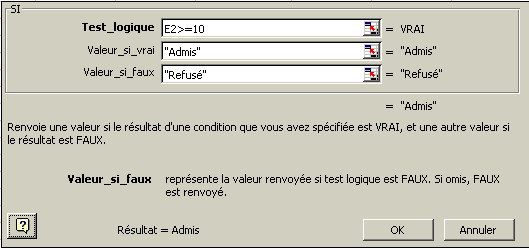 SI
Test_logique E2>=10 = VRAI
Valeur_si_vrai "Admis" = "Admis"
Valeur_si_faux "Refusé" = "Refusé"
= "Admis"
Renvoie une valeur si le résultat d'une condition que vous avez spécifiée est VRAI, et une autre valeur si
le résultat est FAUX.
Valeur_si_faux représente la valeur renvoyée si test logique est FAUX. Si omis, FAUX
est renvoyé.
? Résultat = Admis OK Annuler